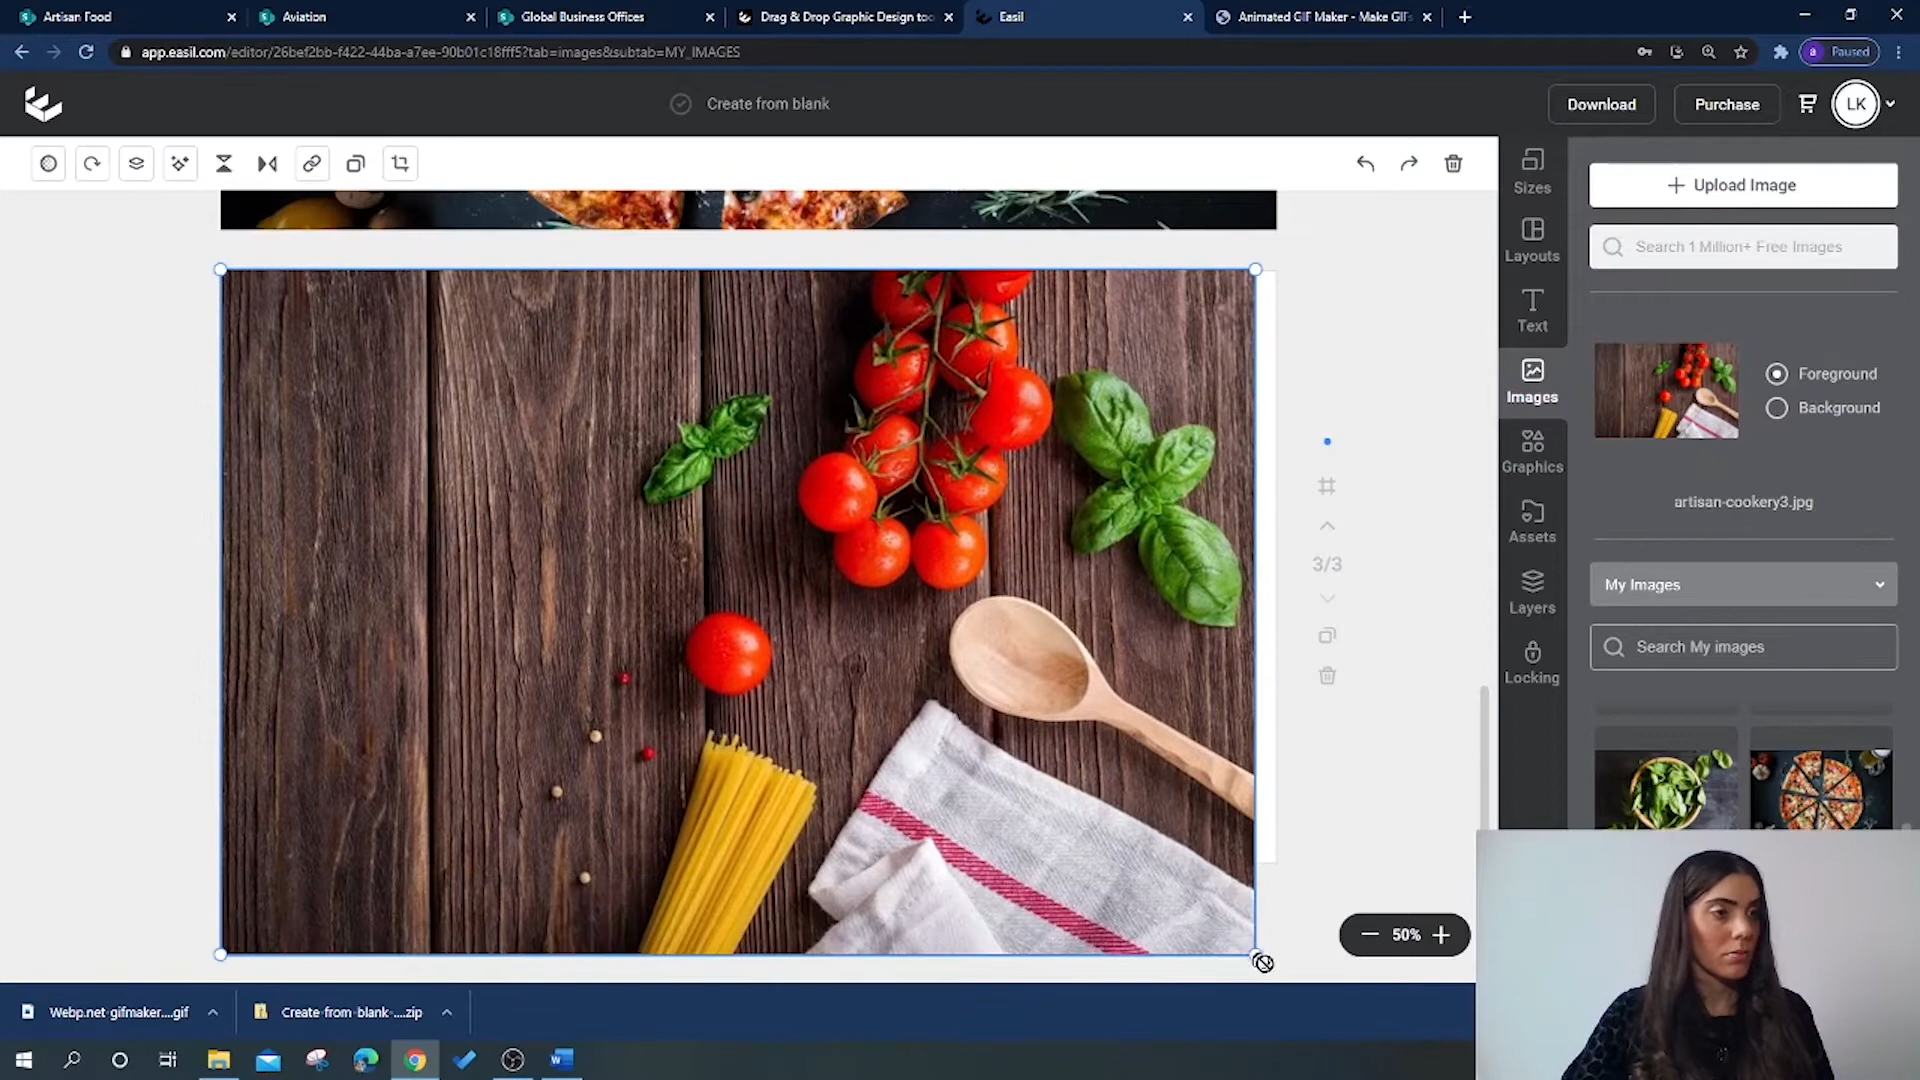 Artisan Food
Aviation
Global Business Offices
Drag & Drop Graphic Design too
Easil
Animated GIF Maker - Make GIFs
app.easil.com/editor/26bef2bb-f422-44ba-a7ee-90b01c18fff5?tab=images&subtab=MY_IMAGES
a
Paused
Create from blank
Download
Purchase
LK
Sizes
Upload Image
Layouts
Search 1 Million+ Free Images
Text
Images
Foreground
Background
Graphics
artisan-cookery3.jpg
Assets
3/3
My Images
Layers
Search My images
Locking
50%
Webp.net-gifmaker....gif
Create-from-blank-....zip